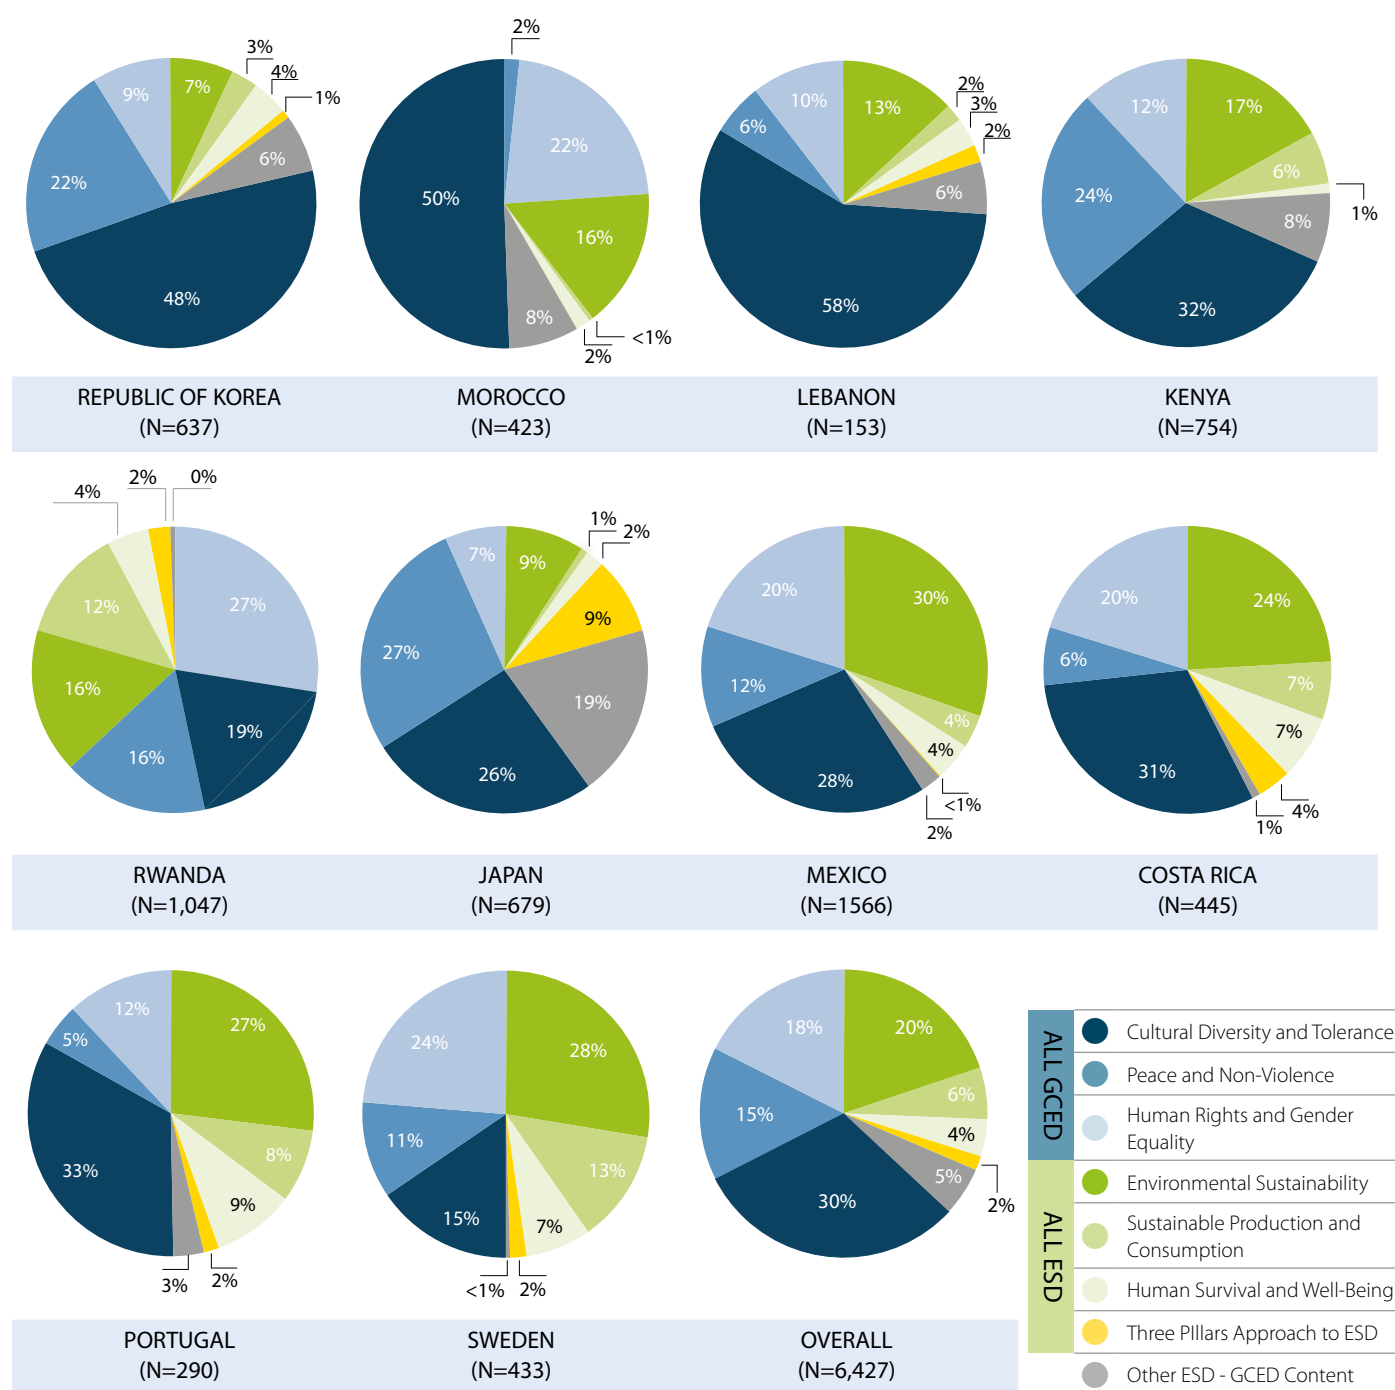 2%
3%
4%
1%
9%
7%
6%
22%
48%
2%
22%
50%
16%
8%
<1%
2%
10%
13%
2%
3%
2%
6%
6%
58%
12%
17%
6%
1%
24%
8%
32%
REPUBLIC OF KOREA
(N=637)
MOROCCO
(N=423)
LEBANON
(N=153)
KENYA
(N=754)
4%
2%
0%
27%
12%
16%
19%
16%
1%
2%
7%
9%
9%
27%
19%
26%
20%
30%
12%
4%
4%
28%
<1%
2%
20%
24%
6%
7%
7%
31%
4%
1%
RWANDA
(N=1,047)
JAPAN
(N=679)
MEXICO
(N=1566)
COSTA RICA
(N=445)
12%
27%
5%
8%
33%
9%
3%
2%
24%
28%
11%
13%
15%
7%
<1%
2%
18%
20%
6%
15%
4%
5%
2%
30%
PORTUGAL
(N=290)
SWEDEN
(N=433)
OVERALL
(N=6,427)
ALL GCED
Cultural Diversity and Tolerance
Peace and Non-Violence
Human Rights and Gender
Equality
ALL ESD
Environmental Sustainability
Sustainable Production and
Consumption
Human Survival and Well-Being
Three PIllars Approach to ESD
Other ESD - GCED Content